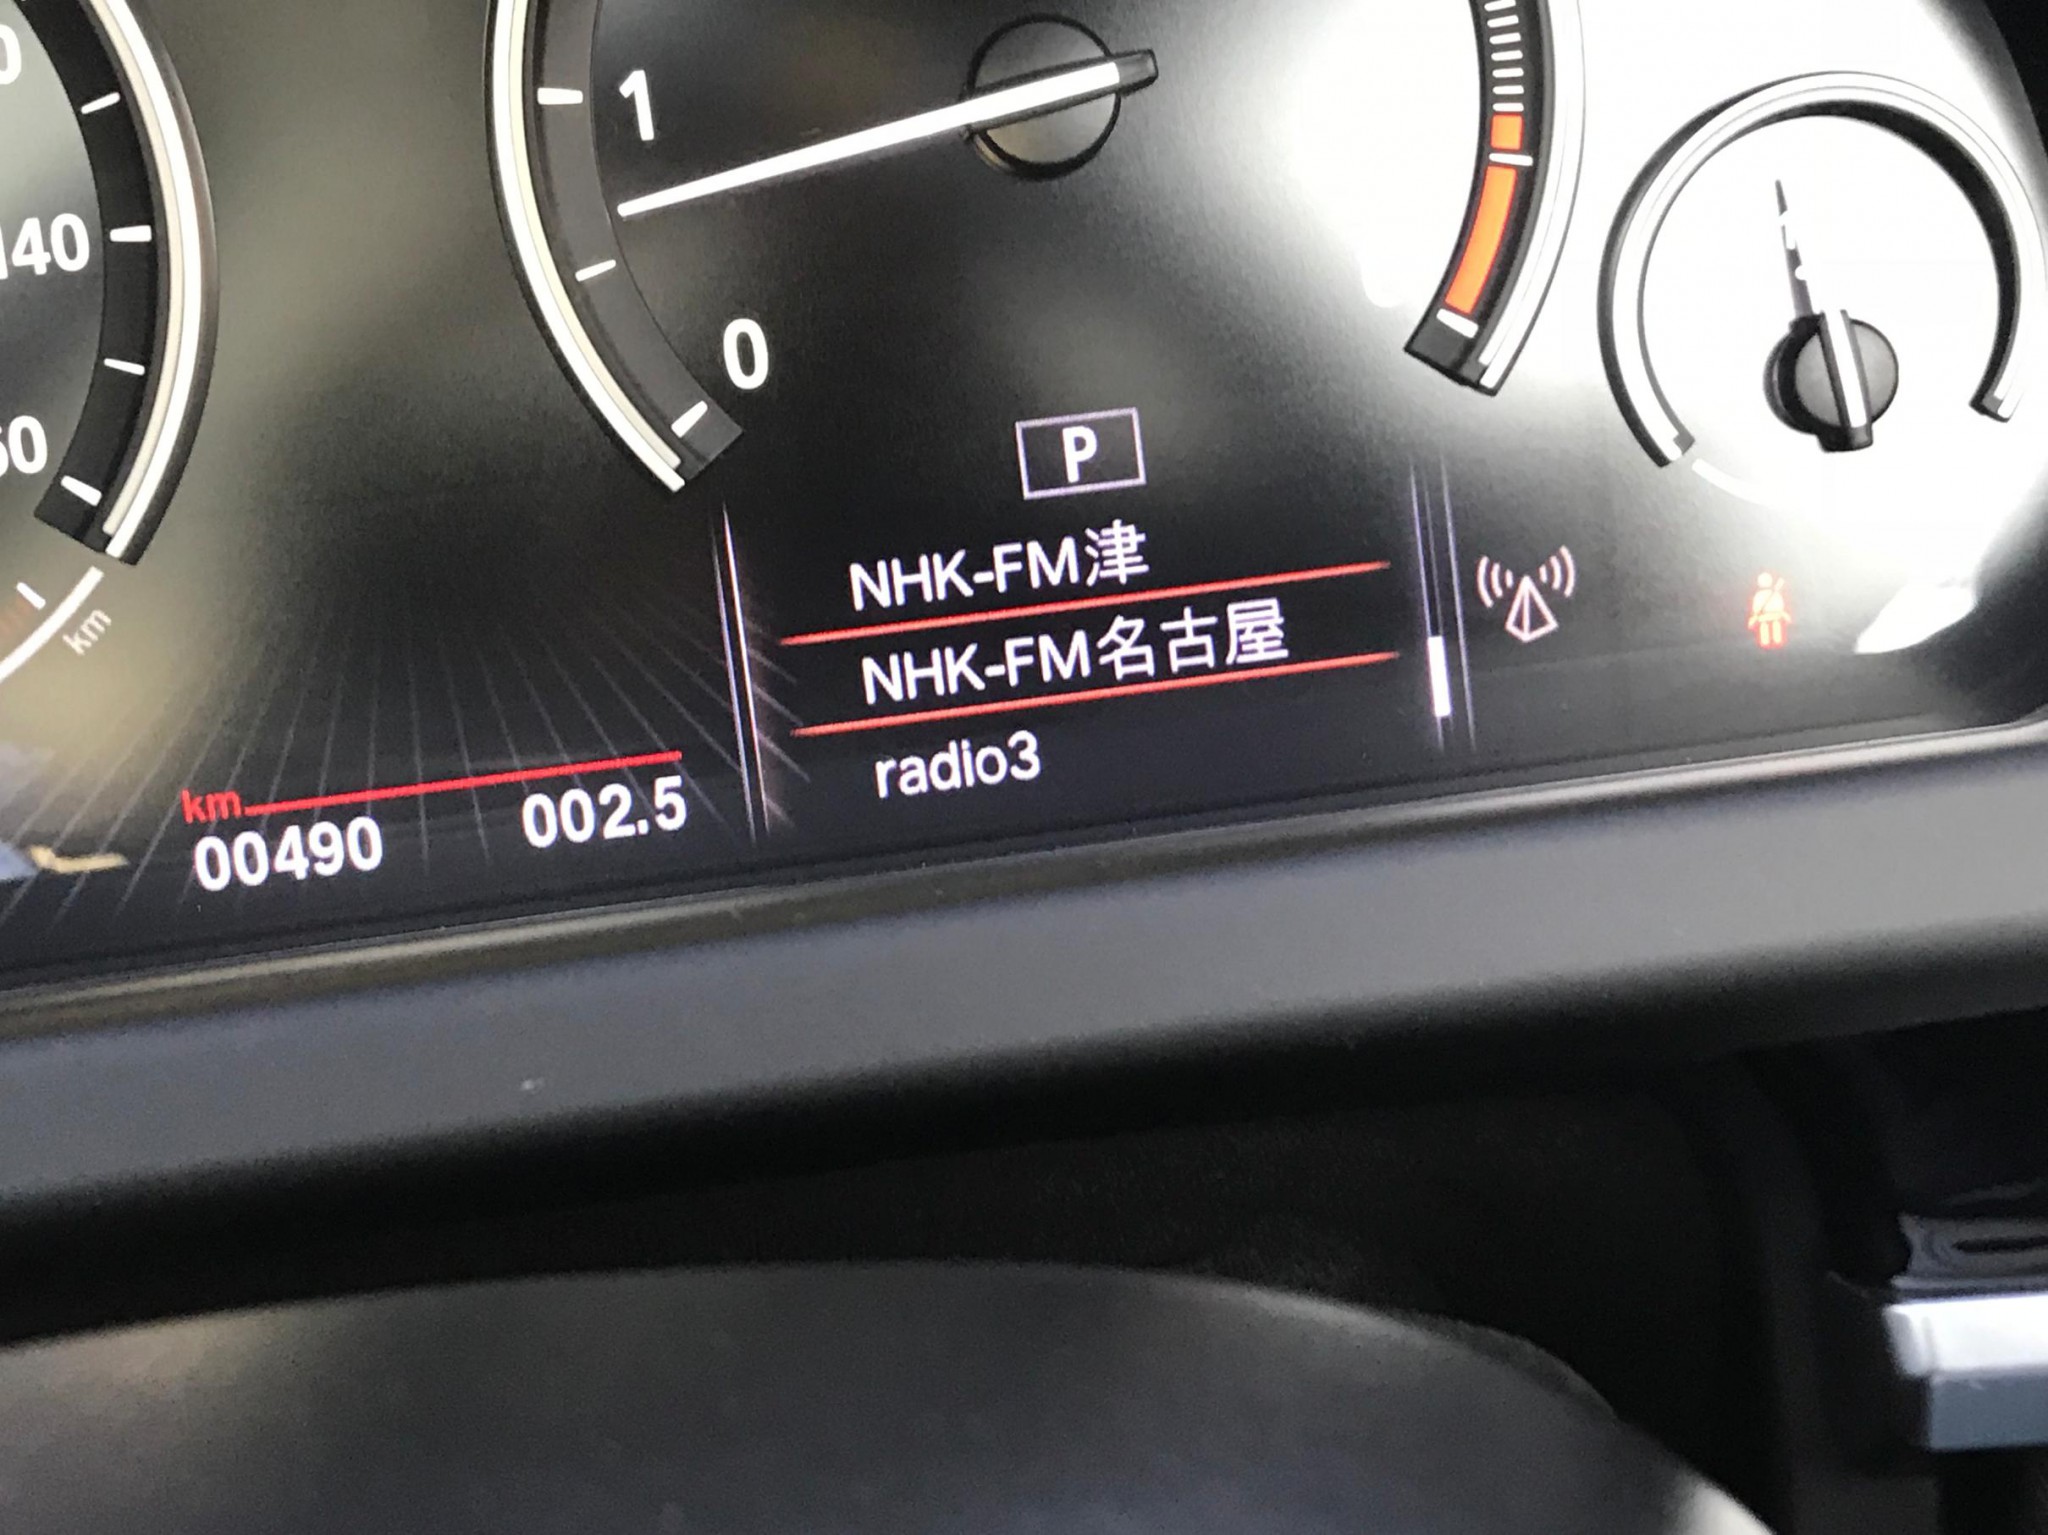 1
140
0
P
NHK-FM津
NHK-FM名古屋
radio3
km
km
00490
002.5